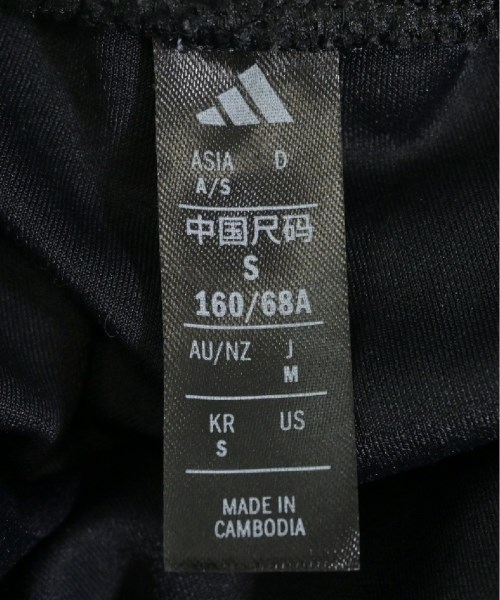 ASIA D
A/S
中国尺码
S
160/68A
AU/NZ J
M
KR US
S
MADE IN
CAMBODIA